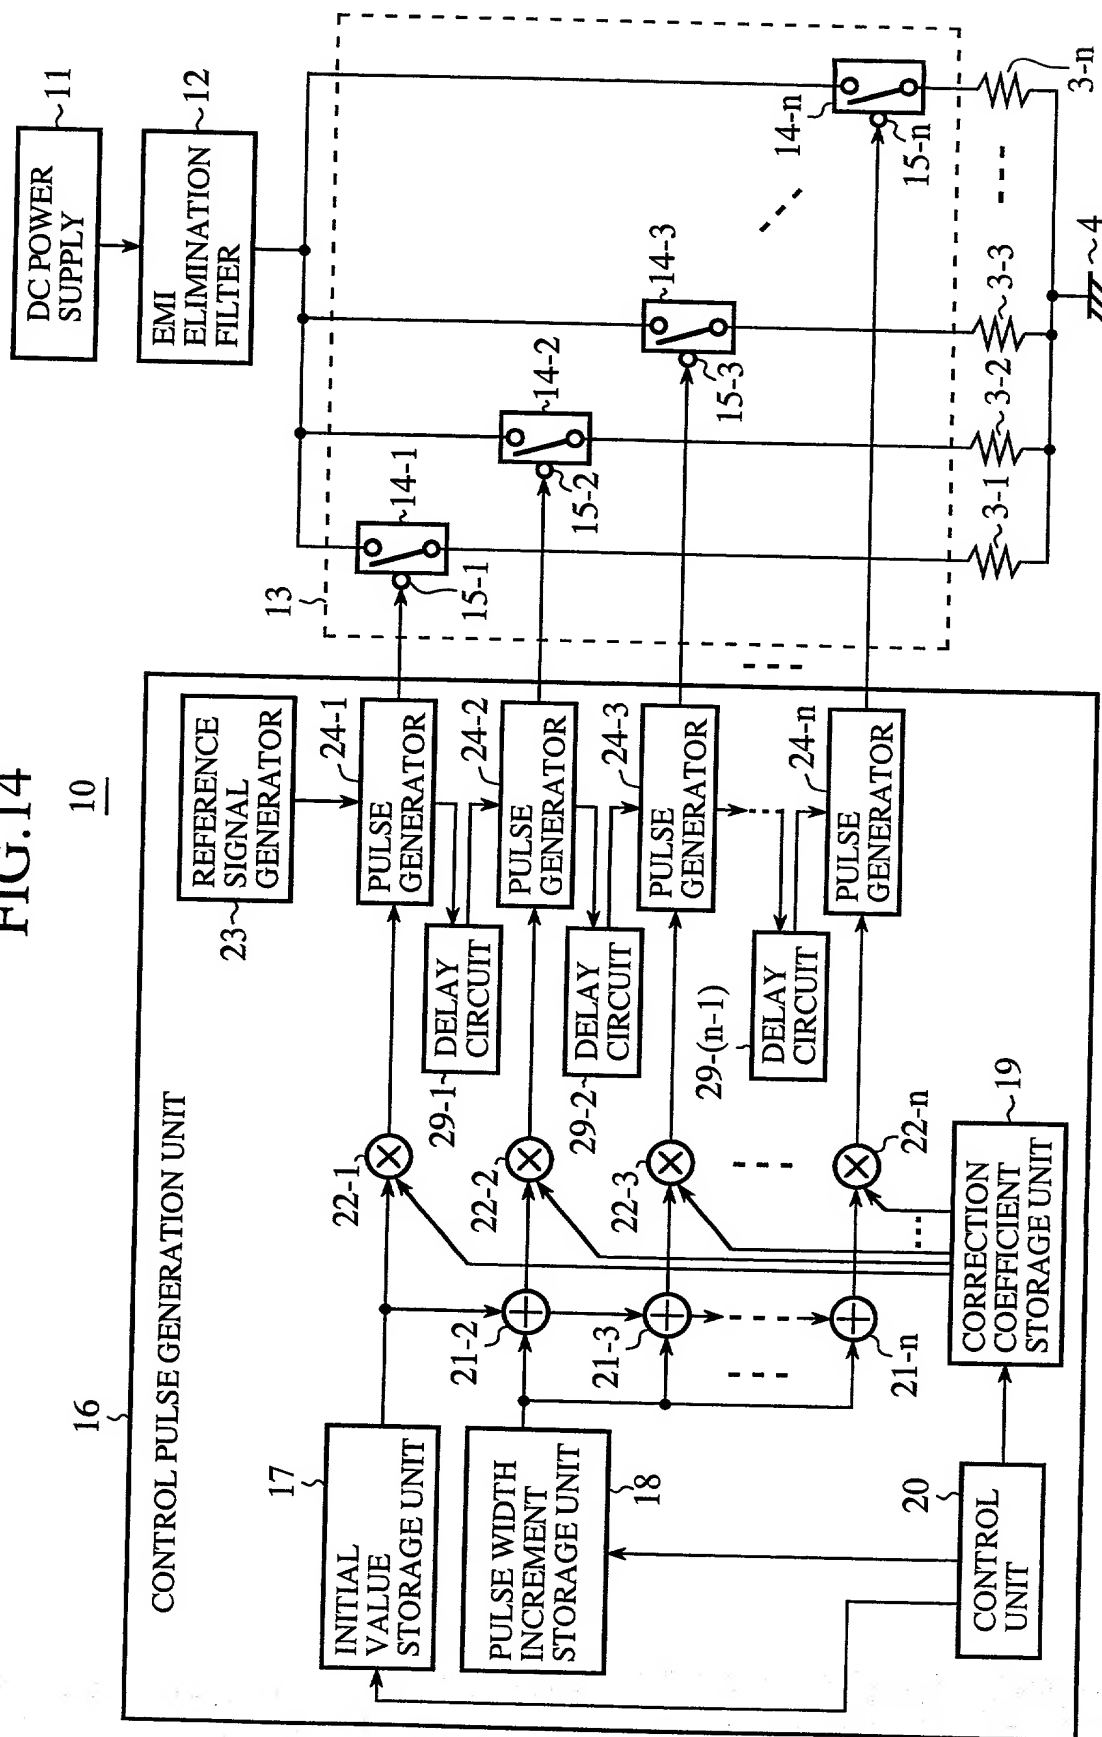 FIG.14
10
16
CONTROL PULSE GENERATION UNIT
17
INITIAL
VALUE
STORAGE UNIT
PULSE WIDTH
INCREMENT
STORAGE UNIT
18
20
CONTROL
UNIT
19
CORRECTION
COEFFICIENT
STORAGE UNIT
21-2
21-3
21-n
22-1
22-2
22-3
22-n
23
REFERENCE
SIGNAL
GENERATOR
24-1
PULSE
GENERATOR
24-2
PULSE
GENERATOR
24-3
PULSE
GENERATOR
24-n
PULSE
GENERATOR
29-1
DELAY
CIRCUIT
29-2
DELAY
CIRCUIT
29-(n-1)
DELAY
CIRCUIT
DC POWER
SUPPLY
11
EMI
ELIMINATION
FILTER
12
13
14-1
15-1
14-2
15-2
14-3
15-3
14-n
15-n
3-1
3-2
3-3
3-n
4